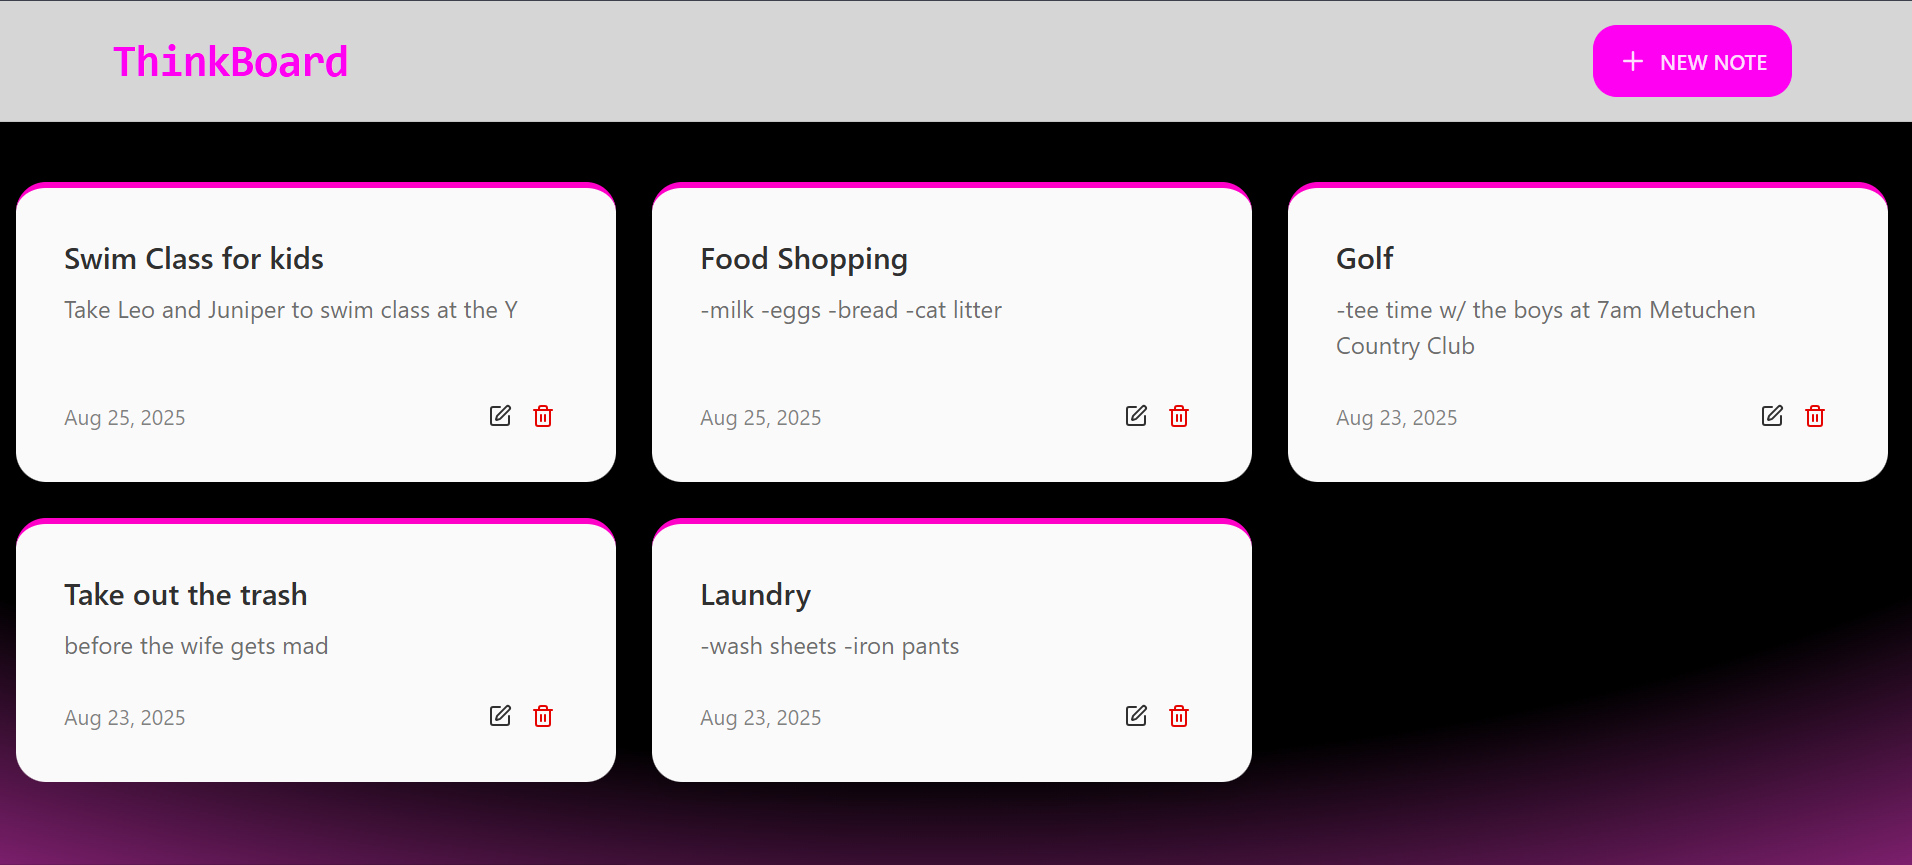 ThinkBoard
NEW NOTE
Swim Class for kids
Take Leo and Juniper to swim class at the Y
Aug 25, 2025
Food Shopping
-milk -eggs -bread -cat litter
Aug 25, 2025
Golf
-tee time w/ the boys at 7am Metuchen
Country Club
Aug 23, 2025
Take out the trash
before the wife gets mad
Aug 23, 2025
Laundry
-wash sheets -iron pants
Aug 23, 2025